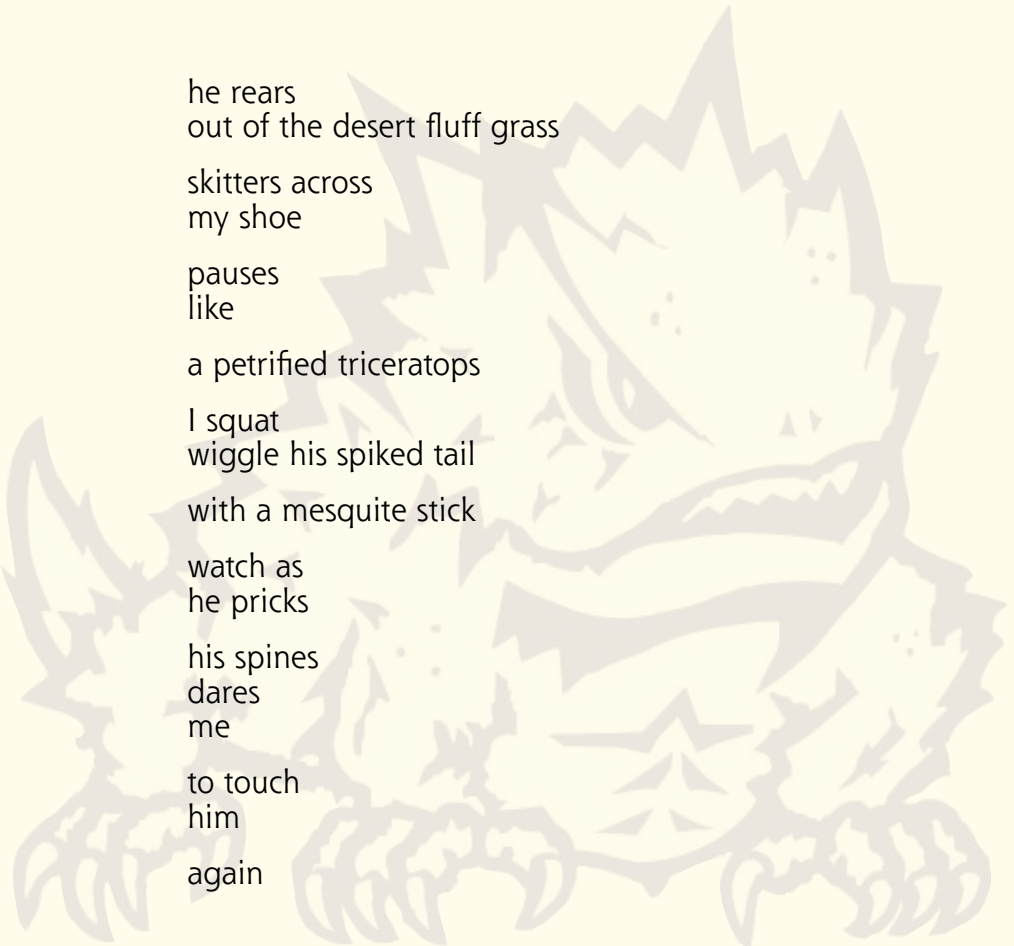 he rears
out of the desert fluff grass
skitters across
my shoe
pauses
like
a petrified triceratops
I squat
wiggle his spiked tail
with a mesquite stick
watch as
he pricks
his spines
dares
me
to touch
him
again